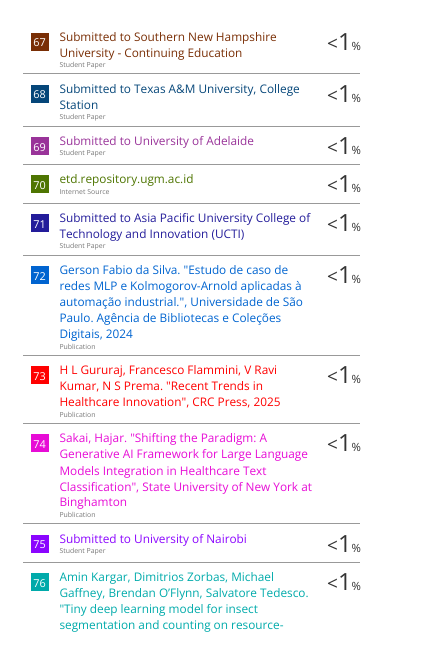 67 Submitted to Southern New Hampshire <1%
University - Continuing Education
Student Paper
68 Submitted to Texas A&M University, College <1%
Station
Student Paper
69 Submitted to University of Adelaide <1%
Student Paper
70 etd.repository.ugm.ac.id <1%
Internet Source
71 Submitted to Asia Pacific University College of <1%
Technology and Innovation (UCTI)
Student Paper
72 Gerson Fabio da Silva. "Estudo de caso de <1%
redes MLP e Kolmogorov-Arnold aplicadas à
automação industrial.", Universidade de São
Paulo. Agência de Bibliotecas e Coleções
Digitais, 2024
Publication
73 H L Gururaj, Francesco Flammini, V Ravi <1%
Kumar, N S Prema. "Recent Trends in
Healthcare Innovation", CRC Press, 2025
Publication
74 Sakai, Hajar. "Shifting the Paradigm: A <1%
Generative AI Framework for Large Language
Models Integration in Healthcare Text
Classification", State University of New York at
Binghamton
Publication
75 Submitted to University of Nairobi <1%
Student Paper
76 Amin Kargar, Dimitrios Zorbas, Michael <1%
Gaffney, Brendan O'Flynn, Salvatore Tedesco.
"Tiny deep learning model for insect
segmentation and counting on resource-